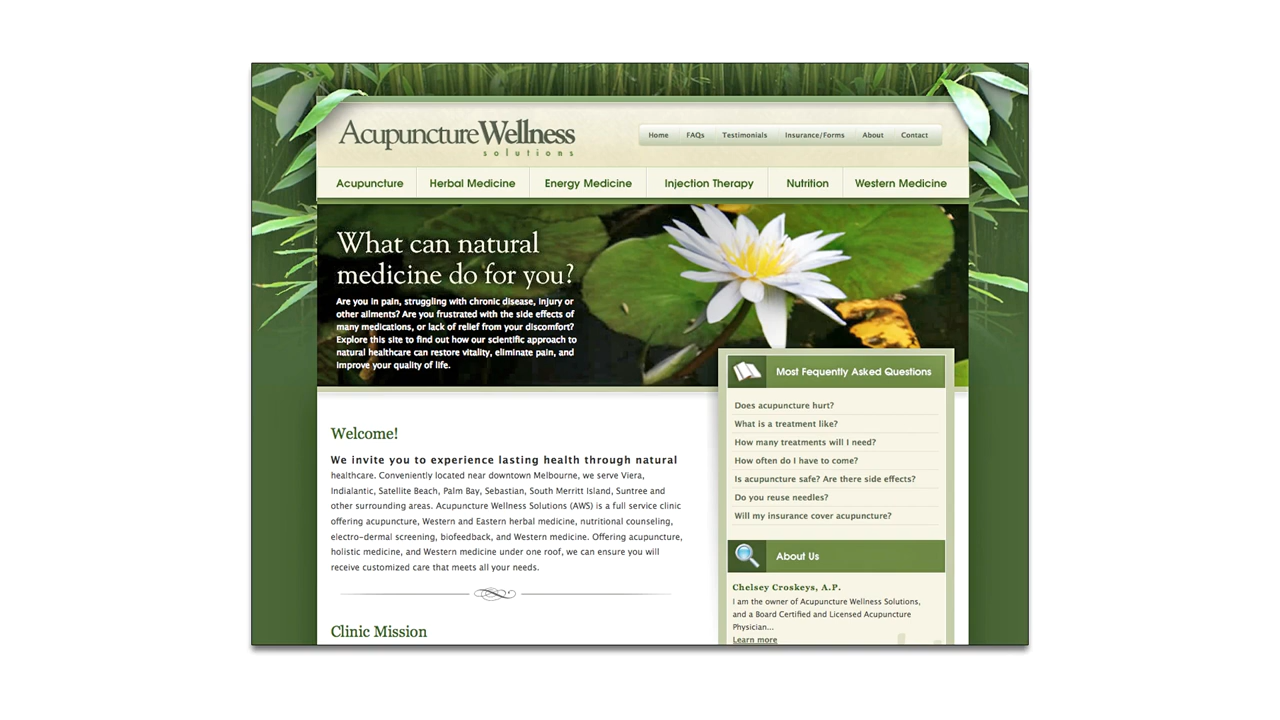 AcupunctureWellness
solutions
Home FAQs Testimonials Insurance/Forms About Contact
Acupuncture Herbal Medicine Energy Medicine Injection Therapy Nutrition Western Medicine
What can natural
medicine do for you?
Are you in pain, struggling with chronic disease, injury or
other ailments? Are you frustrated with the side effects of
many medications, or lack of relief from your discomfort?
Explore this site to find out how our scientific approach to
natural healthcare can restore vitality, eliminate pain, and
improve your quality of life.
Welcome!
We invite you to experience lasting health through natural
healthcare. Conveniently located near downtown Melbourne, we serve Viera,
Indialantic, Satellite Beach, Palm Bay, Sebastian, South Merritt Island, Suntree and
other surrounding areas. Acupuncture Wellness Solutions (AWS) is a full service clinic
offering acupuncture, Western and Eastern herbal medicine, nutritional counseling,
electro-dermal screening, biofeedback, and Western medicine. Offering acupuncture,
holistic medicine, and Western medicine under one roof, we can ensure you will
receive customized care that meets all your needs.
Clinic Mission
Most Fequently Asked Questions
Does acupuncture hurt?
What is a treatment like?
How many treatments will I need?
How often do I have to come?
Is acupuncture safe? Are there side effects?
Do you reuse needles?
Will my insurance cover acupuncture?
About Us
Chelsey Croskeys, A.P.
I am the owner of Acupuncture Wellness Solutions,
and a Board Certified and Licensed Acupuncture
Physician...
Learn more